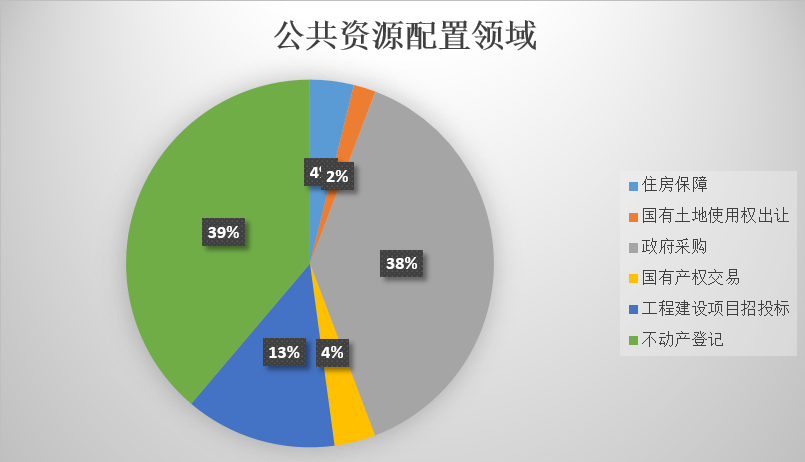 公共资源配置领域
4%
2%
39%
38%
13%
4%
住房保障
国有土地使用权出让
政府采购
国有产权交易
工程建设项目招投标
不动产登记